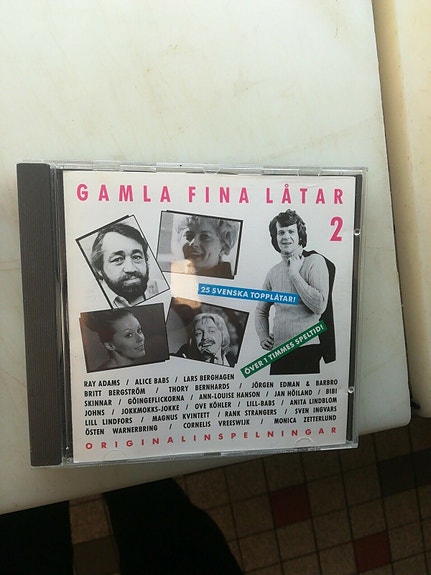 GAMLA FINA LÅTAR
2
25 SVENSKA TOPPLÅTAR!
ÖVER 1 TIMMES SPELTID!
RAY ADAMS / ALICE BABS / LARS BERGHAGEN
BRITT BERGSTRÖM / THORY BERNHARDS / JÖRGEN EDMAN & BARBRO
SKINNAR / GÖINGEFLICKORNA / ANN-LOUISE HANSON / JAN HÖILAND / BIBI
JOHNS / JOKKMOKKS-JOKKE / OVE KÖHLER / LILL-BABS / ANITA LINDBLOM
LILL LINDFORS / MAGNUS KVINTETT / RANK STRANGERS / SVEN INGVARS
ÖSTEN WARNERBRING / CORNELIS VREESWIJK / MONICA ZETTERLUND
ORIGINALINSPELNINGAR